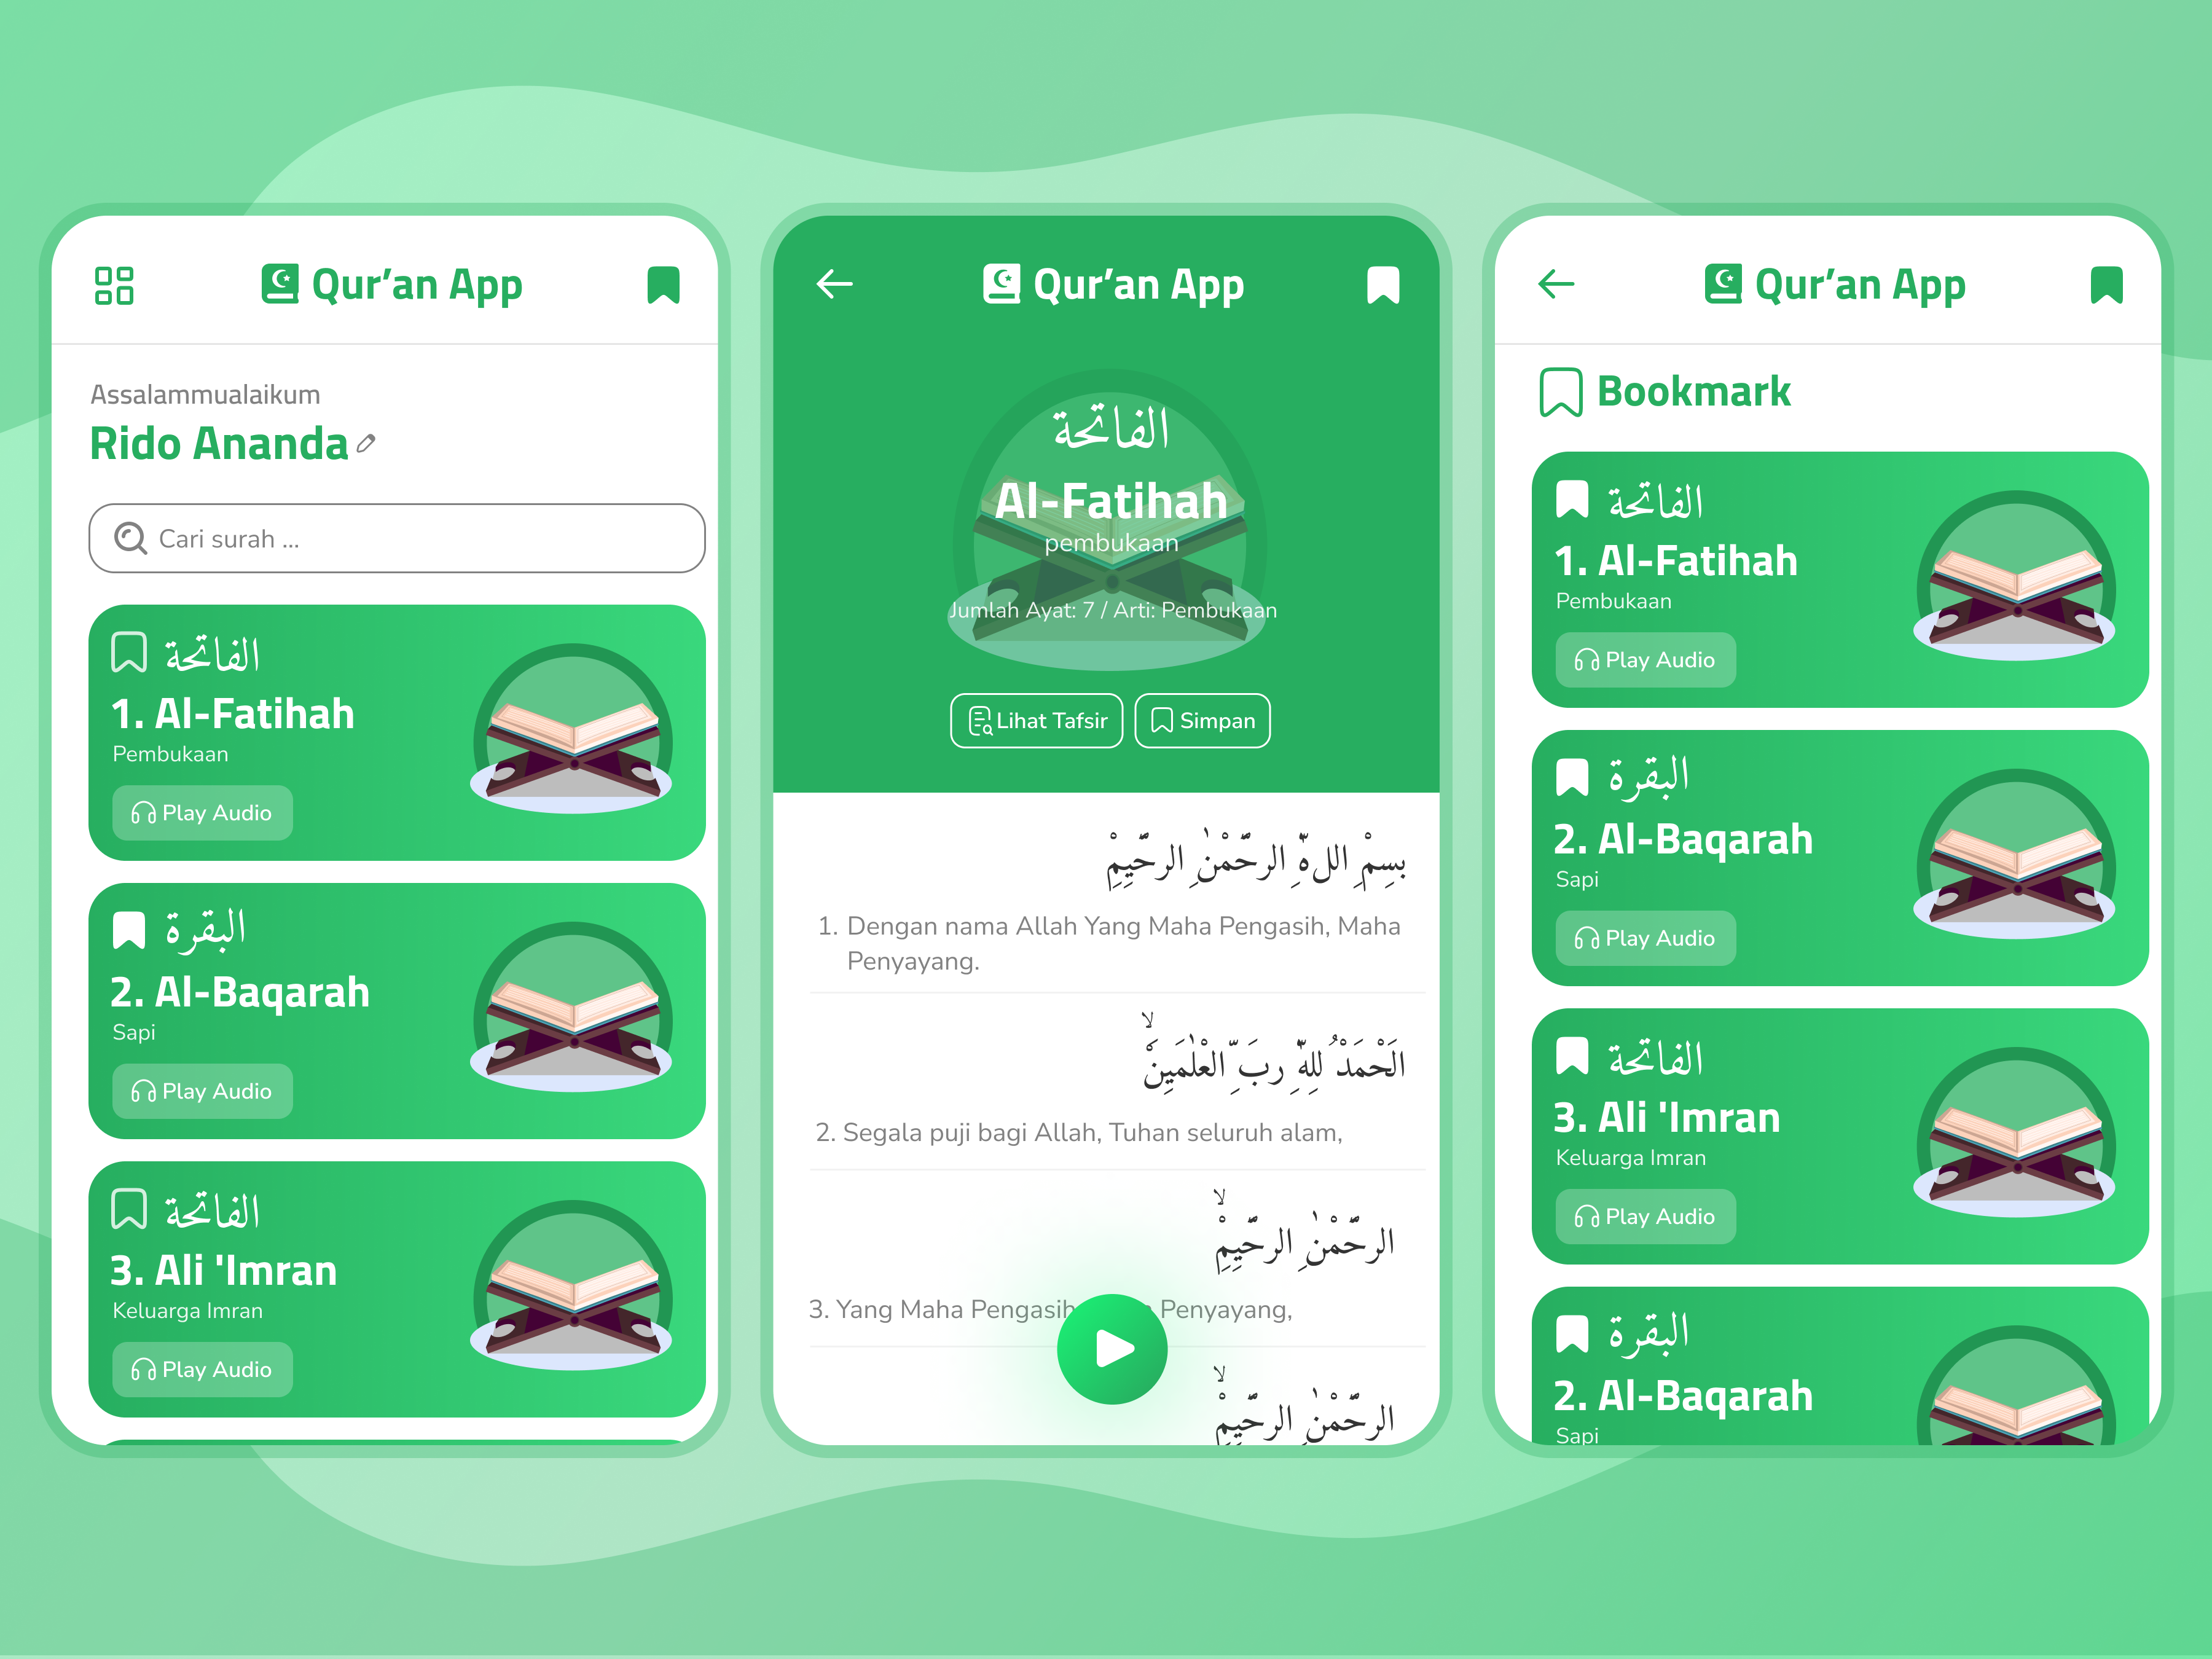 Qur’an App
Assalammualaikum
Rido Ananda
Cari surah ...
الفاتحة
1. Al-Fatihah
Pembukaan
Play Audio
البقرة
2. Al-Baqarah
Sapi
Play Audio
الفاتحة
3. Ali 'Imran
Keluarga Imran
Play Audio
Qur’an App
الفاتحة
Al-Fatihah
pembukaan
Jumlah Ayat: 7 / Arti: Pembukaan
Lihat Tafsir
Simpan
بِسْمِ اللّٰهِ الرَّحْمٰنِ الرَّحِيْمِ
1. Dengan nama Allah Yang Maha Pengasih, Maha
Penyayang.
اَلْحَمْدُ لِلّٰهِ رَبِّ الْعٰلَمِيْنَۙ
2. Segala puji bagi Allah, Tuhan seluruh alam,
الرَّحْمٰنِ الرَّحِيْمِۙ
3. Yang Maha Pengasih Penyayang,
الرَّحْمٰنِ الرَّحِيْمِۙ
Qur’an App
Bookmark
الفاتحة
1. Al-Fatihah
Pembukaan
Play Audio
البقرة
2. Al-Baqarah
Sapi
Play Audio
الفاتحة
3. Ali 'Imran
Keluarga Imran
Play Audio
البقرة
2. Al-Baqarah
Sapi